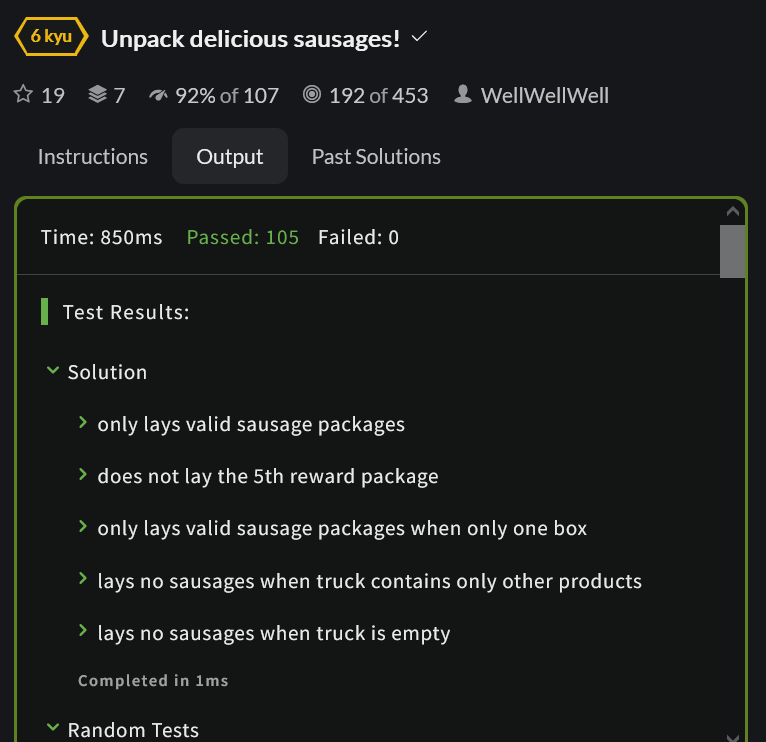 6 kyu Unpack delicious sausages!
19 7 92% of 107 192 of 453 WellWellWell
Instructions Output Past Solutions
Time: 850ms Passed: 105 Failed: 0
Test Results:
Solution
only lays valid sausage packages
does not lay the 5th reward package
only lays valid sausage packages when only one box
lays no sausages when truck contains only other products
lays no sausages when truck is empty
Completed in 1ms
Random Tests